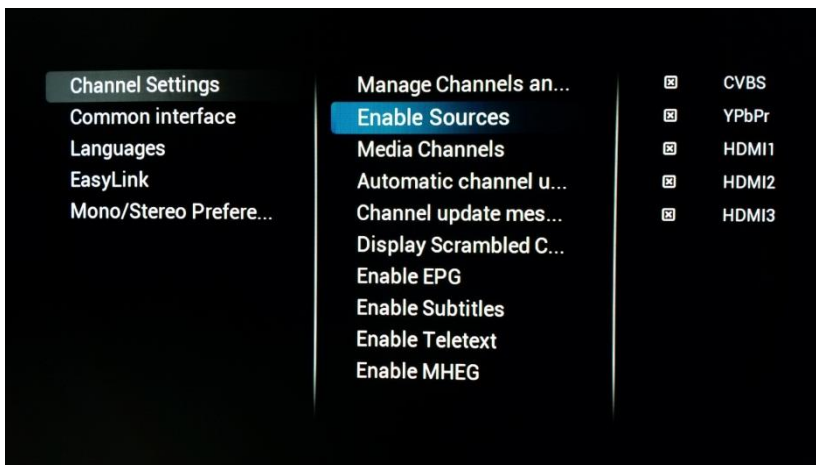 Channel Settings
Common interface
Languages
EasyLink
Mono/Stereo Prefere...
Manage Channels an...
Enable Sources
Media Channels
Automatic channel u...
Channel update mes...
Display Scrambled C...
Enable EPG
Enable Subtitles
Enable Teletext
Enable MHEG
CVBS
YPbPr
HDMI1
HDMI2
HDMI3